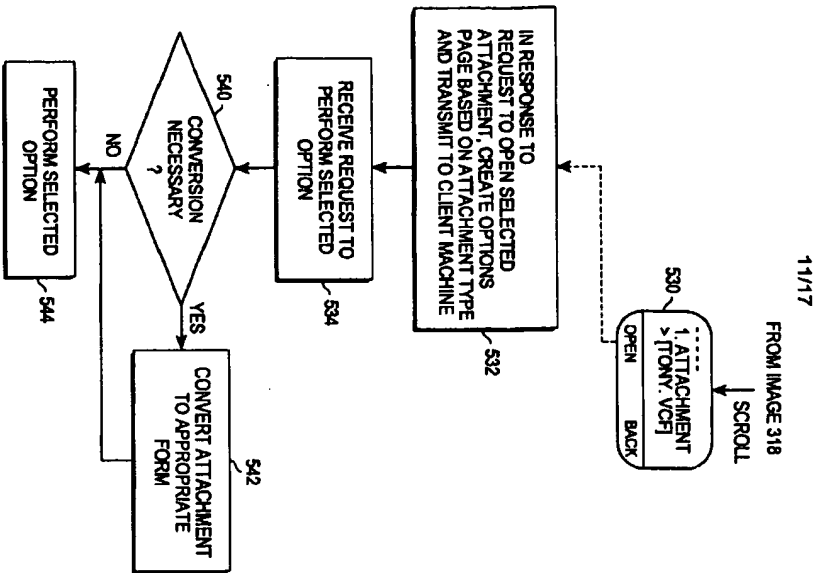 11/17
FROM IMAGE 318
SCROLL
530
- - - - -
1. ATTACHMENT
> [TONY. VCF]
OPEN BACK
IN RESPONSE TO
REQUEST TO OPEN SELECTED
ATTACHMENT, CREATE OPTIONS
PAGE BASED ON ATTACHMENT TYPE
AND TRANSMIT TO CLIENT MACHINE
532
RECEIVE REQUEST TO
PERFORM SELECTED
OPTION
534
540
CONVERSION
NECESSARY
?
YES
NO
CONVERT ATTACHMENT
TO APPROPRIATE
FORM
542
PERFORM SELECTED
OPTION
544